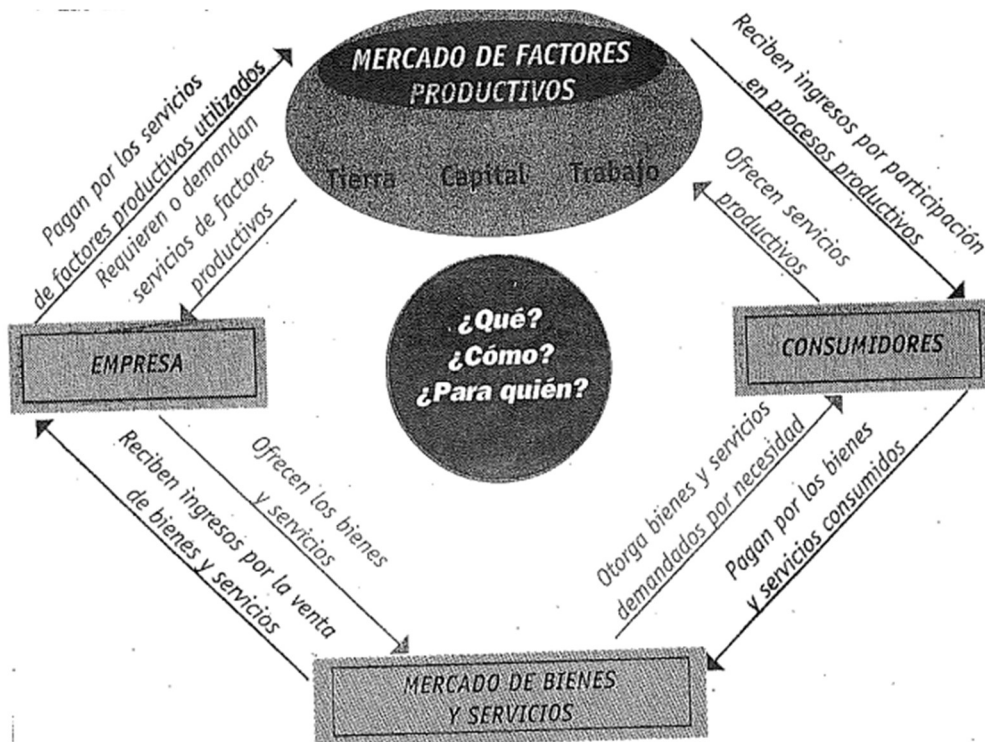 MERCADO DE FACTORES
PRODUCTIVOS
Tierra Capital Trabajo
Pagan por los servicios
de factores productivos utilizados
Requieren o demandan
servicios de factores
productivos
Reciben ingresos por participación
en procesos productivos
Ofrecen servicios
productivos
EMPRESA
¿Qué?
¿Cómo?
¿Para quién?
CONSUMIDORES
Reciben ingresos por la venta
de bienes y servicios
Ofrecen los bienes
y servicios
Otorga bienes y servicios
demandados por necesidad
Pagan por los bienes
y servicios consumidos
MERCADO DE BIENES
Y SERVICIOS